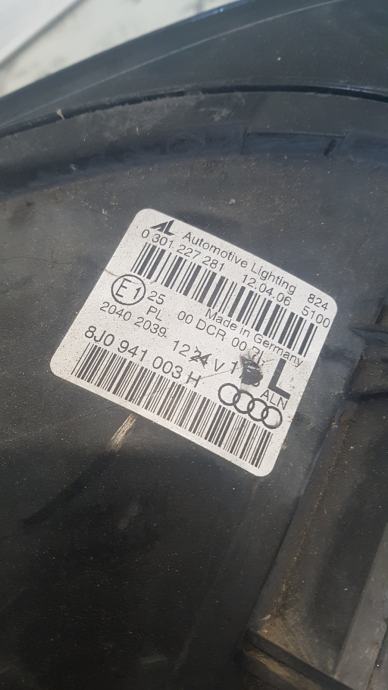 AL Automotive Lighting 824
0 301 227 281 12.04.06 5100
Made in Germany
E1 25 00 DCR 00
PL
2040 2039. 12 V 1 L
ALN
8J0 941 003 H